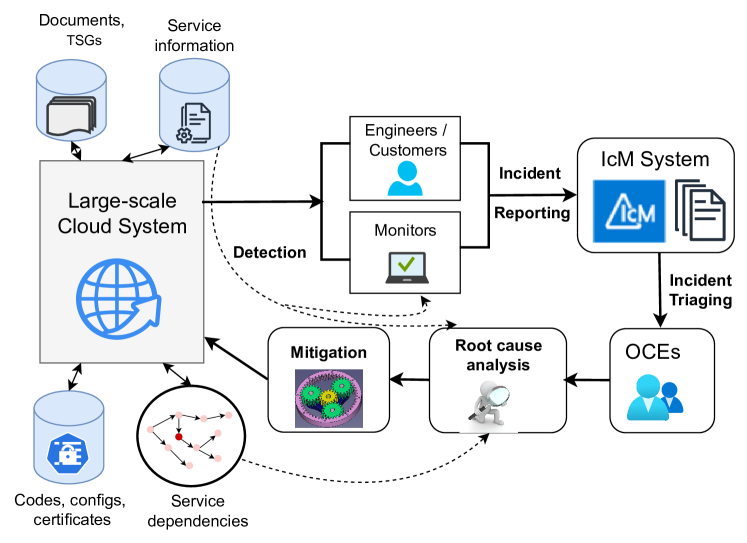 Documents,
TSGs
Service
information
Large-scale
Cloud System
Detection
Engineers /
Customers
Monitors
Incident
Reporting
IcM System
IcM
Incident
Triaging
OCEs
Root cause
analysis
Mitigation
Codes, configs,
certificates
Service
dependencies